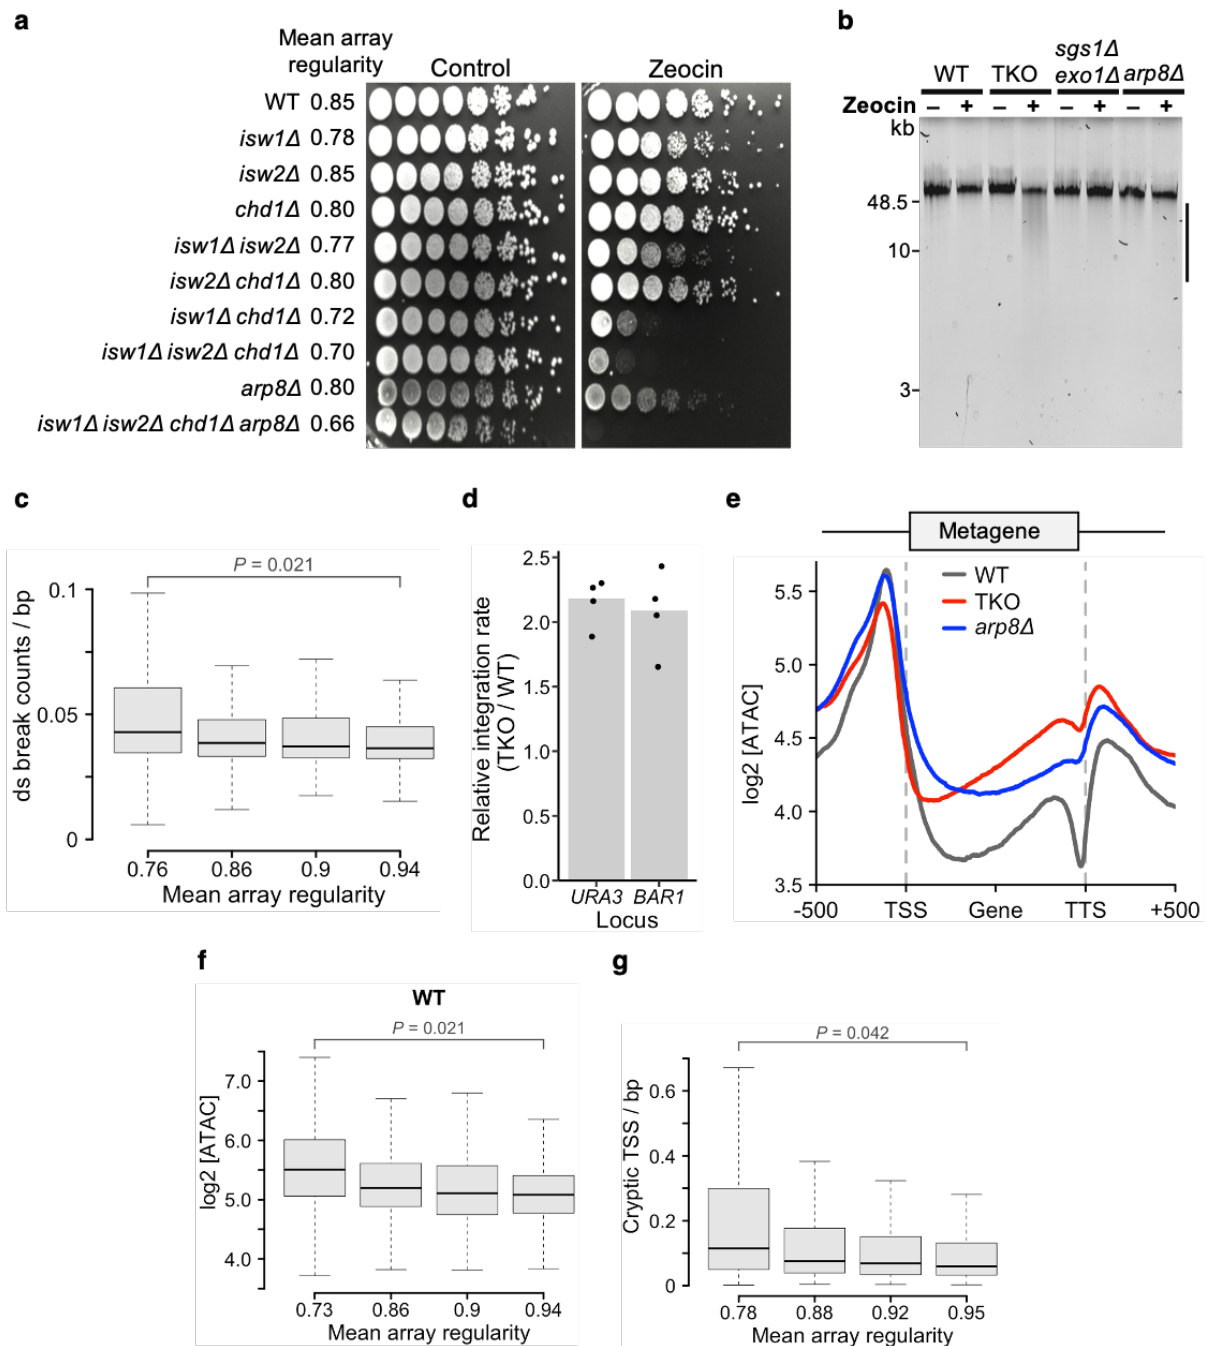 a
Mean array
regularity
Control
Zeocin
WT 0.85
isw1Δ 0.78
isw2Δ 0.85
chd1Δ 0.80
isw1Δ isw2Δ 0.77
isw2Δ chd1Δ 0.80
isw1Δ chd1Δ 0.72
isw1Δ isw2Δ chd1Δ 0.70
arp8Δ 0.80
isw1Δ isw2Δ chd1Δ arp8Δ 0.66
b
sgs1Δ
WT TKO exo1Δ arp8Δ
Zeocin – + – + – + – +
kb
48.5
10
3
c
P = 0.021
ds break counts / bp
0.1
0.05
0
0.76 0.86 0.9 0.94
Mean array regularity
d
Relative integration rate
(TKO / WT)
2.5
2.0
1.5
1.0
0.5
0.0
URA3 BAR1
Locus
e
Metagene
WT
TKO
arp8Δ
log2 [ATAC]
5.5
5.0
4.5
4.0
3.5
-500 TSS Gene TTS +500
f
WT
P = 0.021
log2 [ATAC]
7.0
6.0
5.0
4.0
0.73 0.86 0.9 0.94
Mean array regularity
g
P = 0.042
Cryptic TSS / bp
0.6
0.4
0.2
0
0.78 0.88 0.92 0.95
Mean array regularity